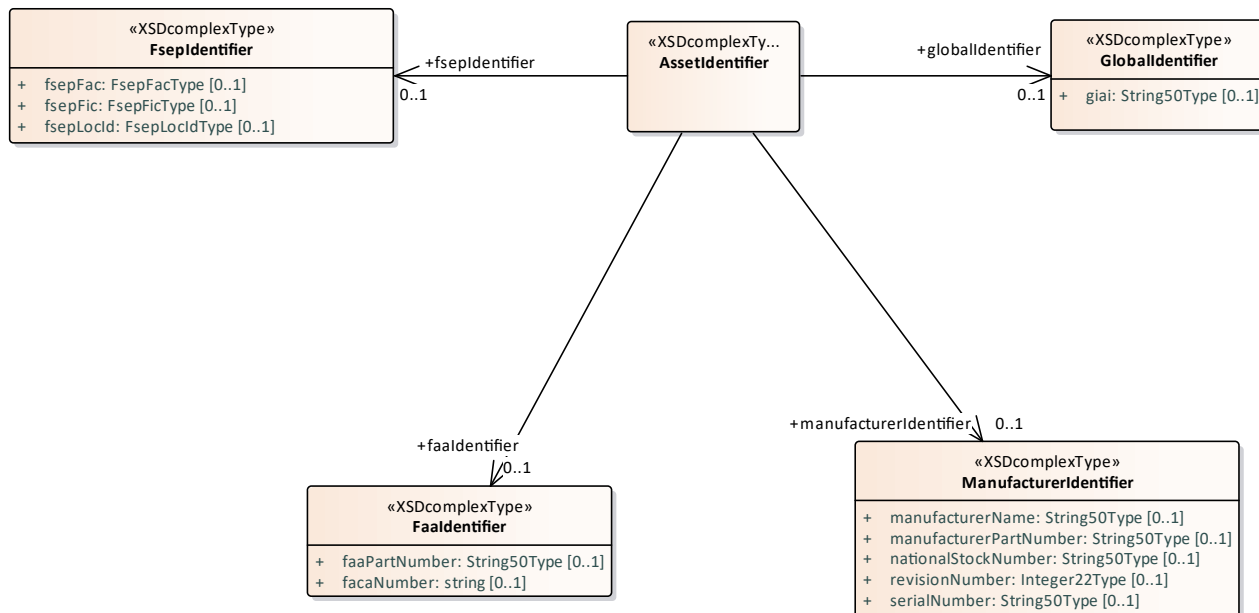 «XSDcomplexType»
FsepIdentifier
+ fsepFac: FsepFacType [0..1]
+ fsepFic: FsepFicType [0..1]
+ fsepLocId: FsepLocIdType [0..1]
+fsepIdentifier
0..1
«XSDcomplexTy...
AssetIdentifier
+globalIdentifier
0..1
«XSDcomplexType»
GlobalIdentifier
+ giai: String50Type [0..1]
+faaIdentifier
0..1
«XSDcomplexType»
FaaIdentifier
+ faaPartNumber: String50Type [0..1]
+ facaNumber: string [0..1]
+manufacturerIdentifier
0..1
«XSDcomplexType»
ManufacturerIdentifier
+ manufacturerName: String50Type [0..1]
+ manufacturerPartNumber: String50Type [0..1]
+ nationalStockNumber: String50Type [0..1]
+ revisionNumber: Integer22Type [0..1]
+ serialNumber: String50Type [0..1]